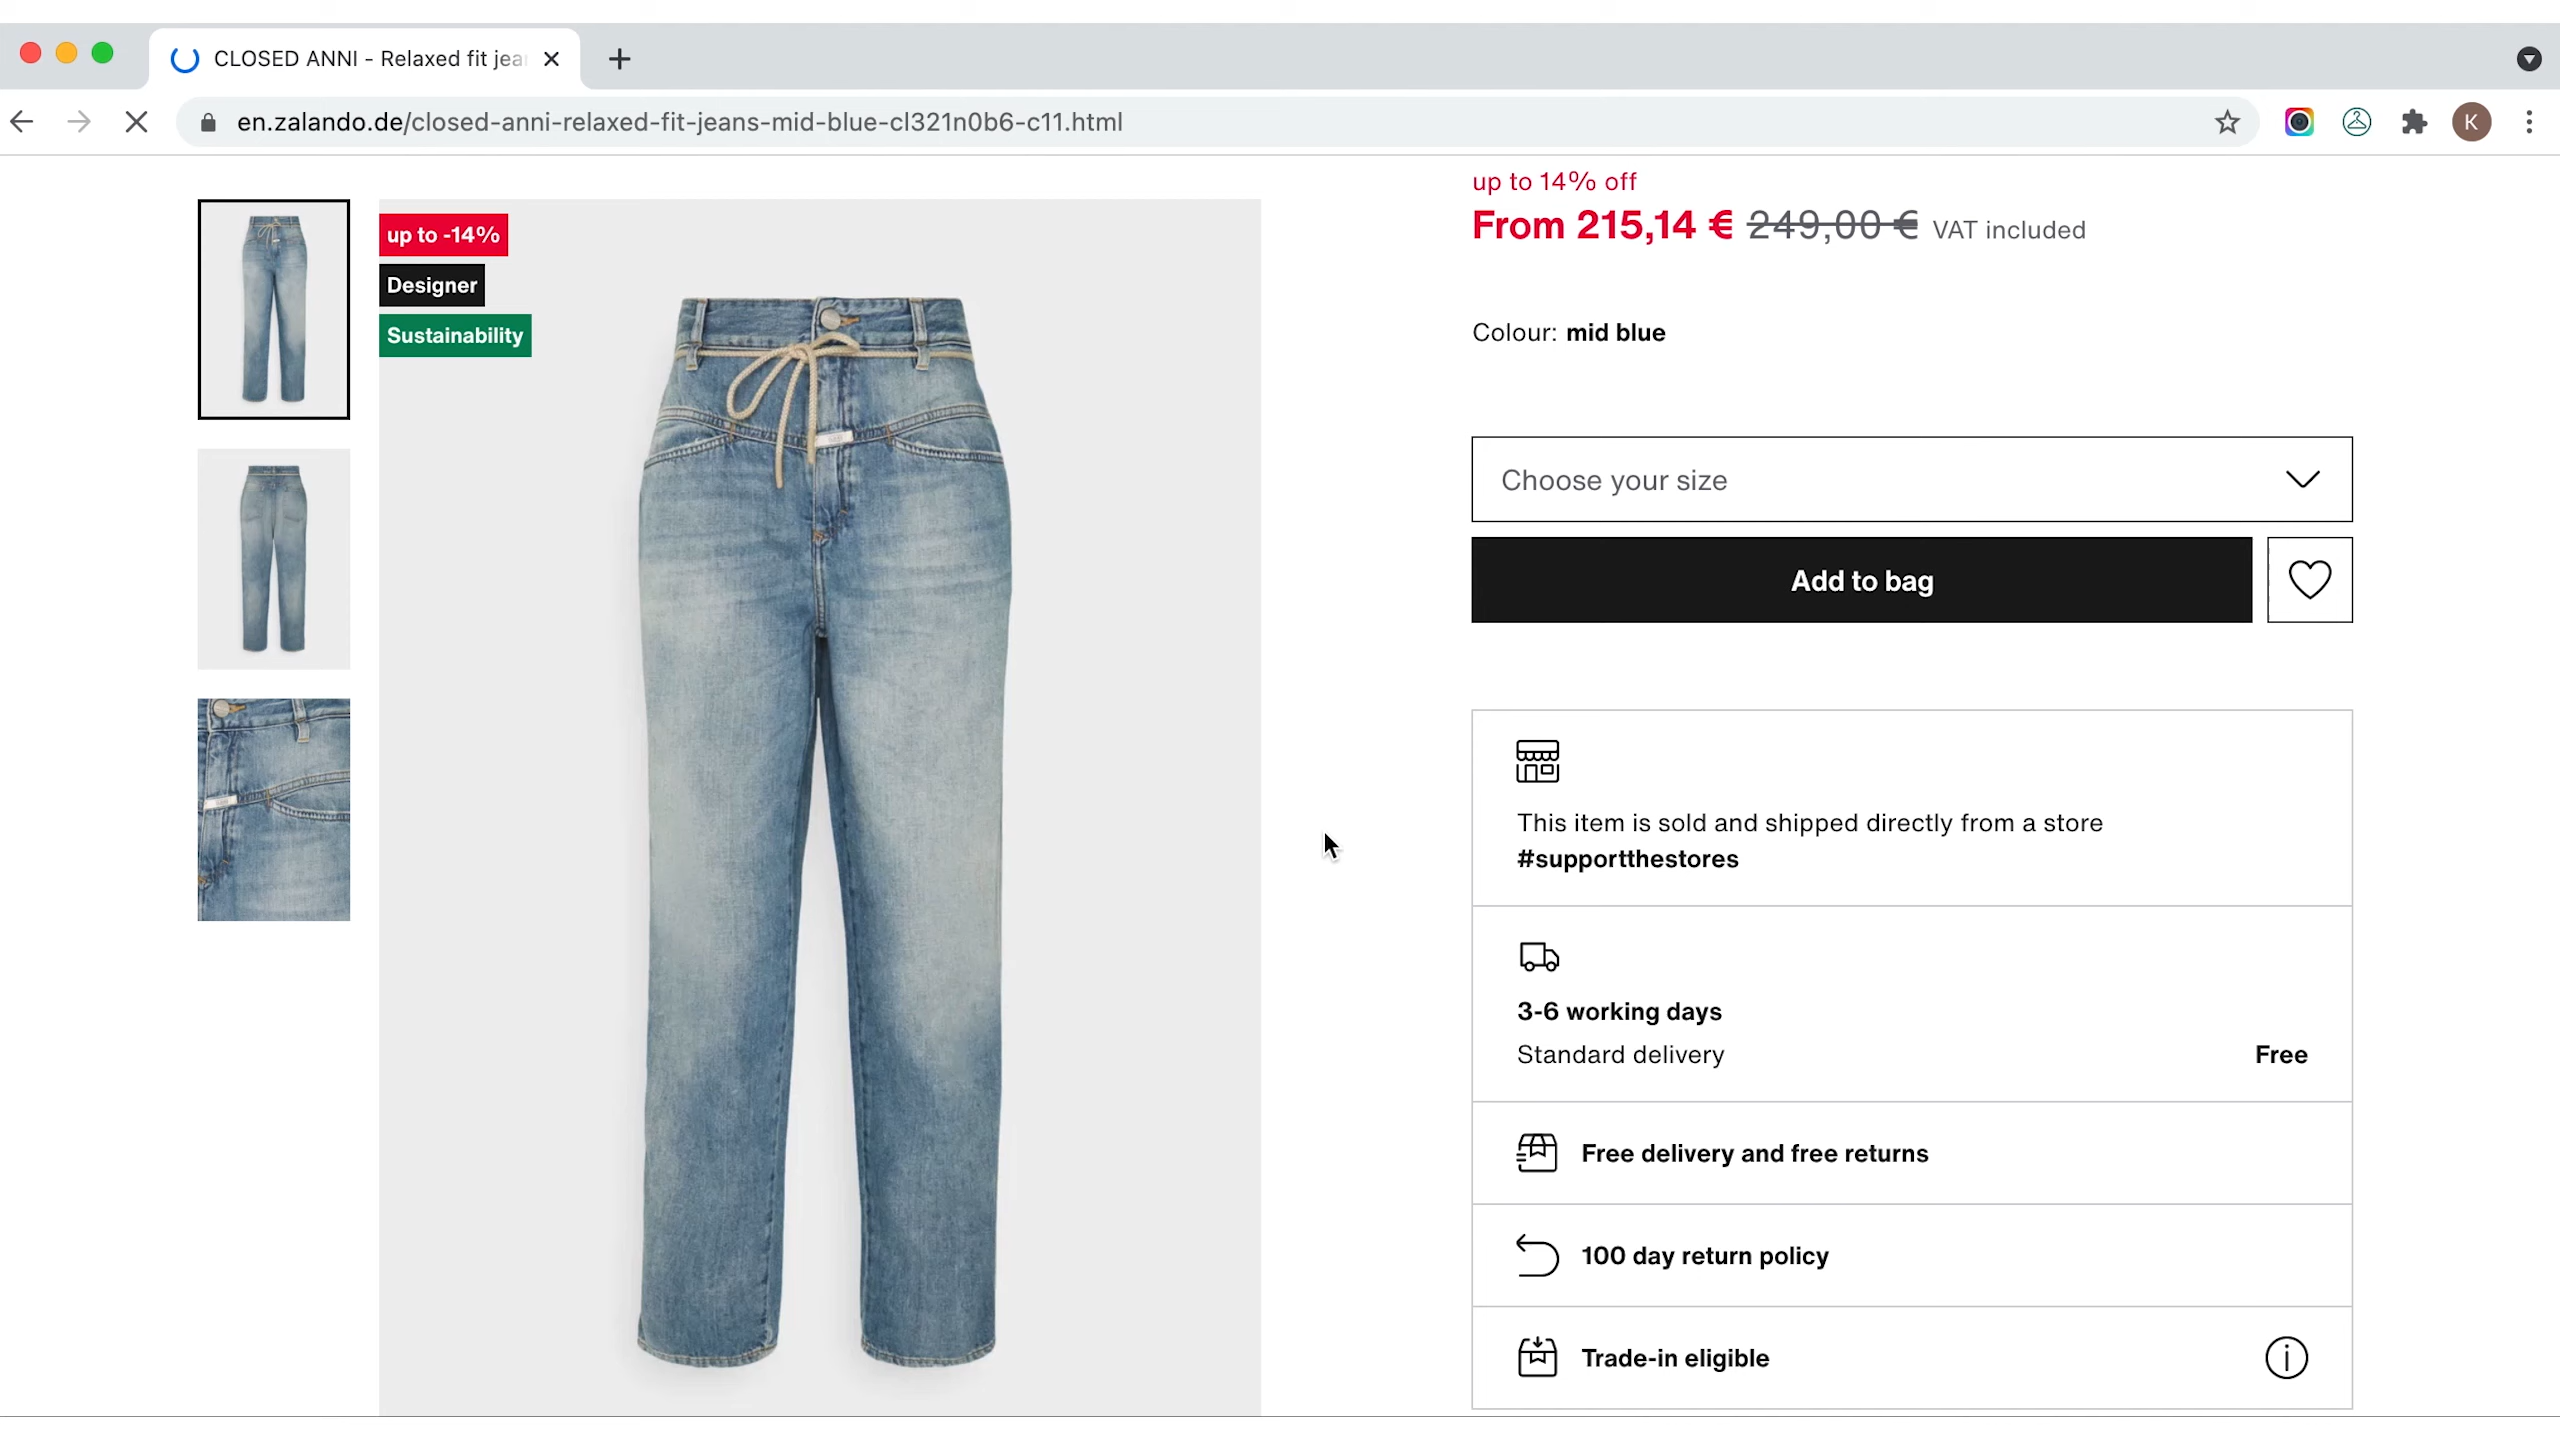 CLOSED ANNI - Relaxed fit jea
en.zalando.de/closed-anni-relaxed-fit-jeans-mid-blue-cl321n0b6-c11.html
K
up to -14%
Designer
Sustainability
up to 14% off
From 215,14 € 249,00 € VAT included
Colour: mid blue
Choose your size
Add to bag
This item is sold and shipped directly from a store
#supportthestores
3-6 working days
Standard delivery Free
Free delivery and free returns
100 day return policy
Trade-in eligible